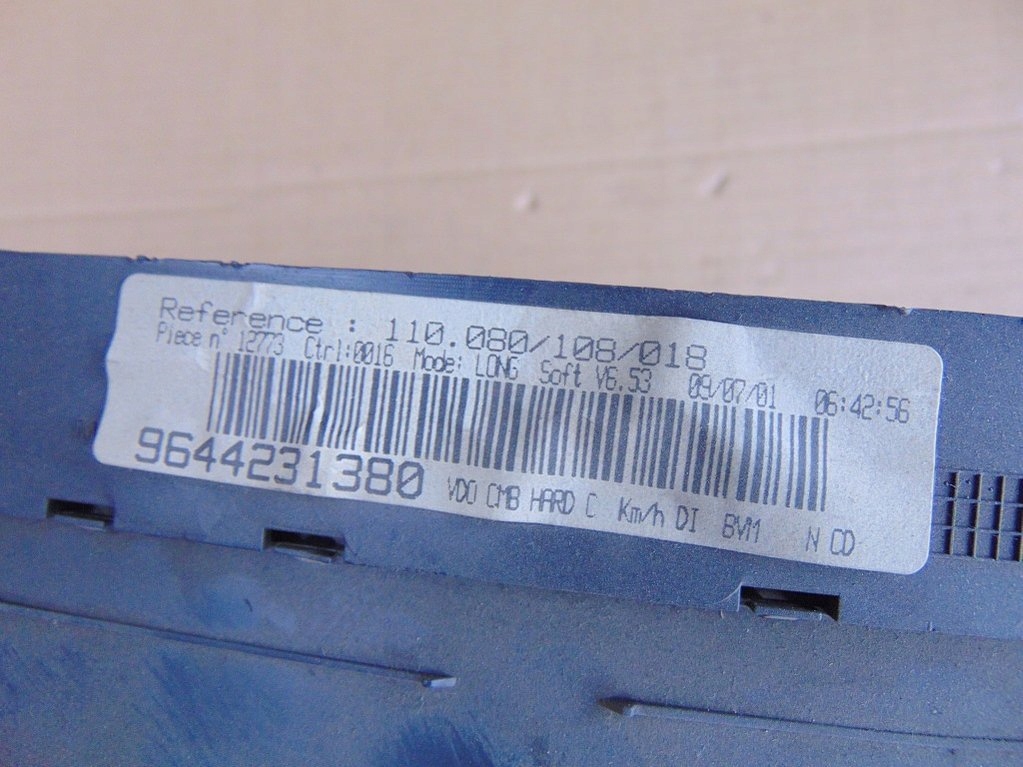 Reference : 110.080/108/018
Piece n° 12773 Ctrl:0016 Mode: LONG Soft V6.53 09/07/01 06:42:56
9644231380 VDO CMB HARD C Km/h DI BVM N CD